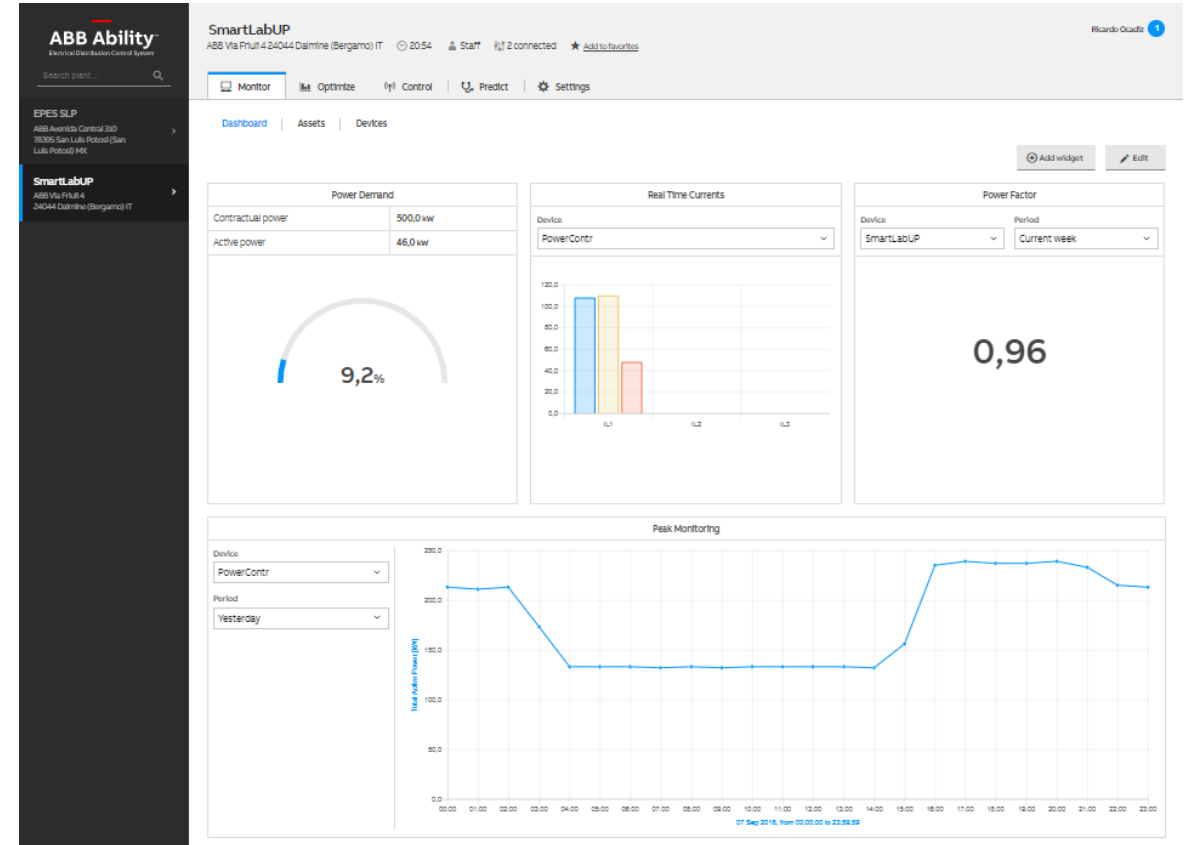 ABB Ability™
Electrical Distribution Control System
Search plant...
EPES SLP
ABB Avenida Central 310
78395 San Luis Potosí (San
Luis Potosí) MX
SmartLabUP
ABB Via Friuli 4
24044 Dalmine (Bergamo) IT
SmartLabUP
ABB Via Friuli 4 24044 Dalmine (Bergamo) IT 20:54 Staff 2 connected Add to favorites
Ricardo Ocadiz 1
Monitor Optimize Control Predict Settings
Dashboard Assets Devices
Add widget Edit
Power Demand
Contractual power 500,0 kW
Active power 46,0 kW
9,2%
Real Time Currents
Device
PowerContr
120,0
100,0
80,0
60,0
40,0
20,0
0,0
IL1 IL2 IL3
Power Factor
Device Period
SmartLabUP Current week
0,96
Peak Monitoring
Device
PowerContr
Period
Yesterday
Total Active Power [kW]
250,0
200,0
150,0
100,0
50,0
0,0
00:00 01:00 02:00 03:00 04:00 05:00 06:00 07:00 08:00 09:00 10:00 11:00 12:00 13:00 14:00 15:00 16:00 17:00 18:00 19:00 20:00 21:00 22:00 23:00
07 Sep 2018, from 00:00:00 to 23:59:59